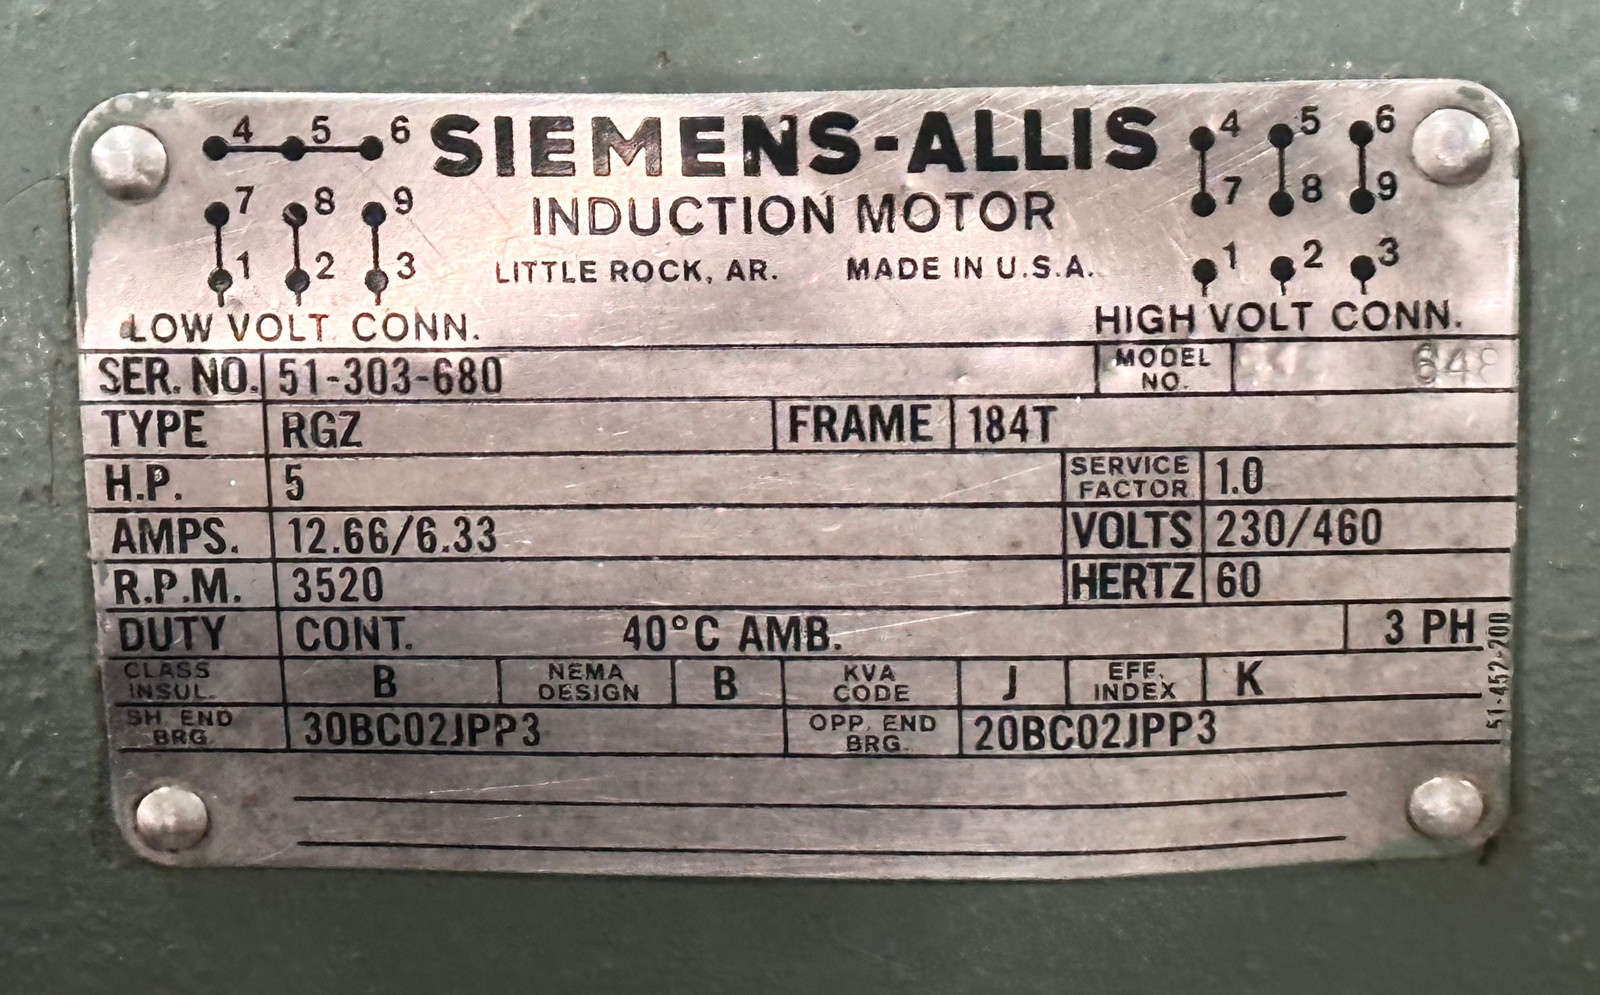 4 5 6
7 8 9
1 2 3
LOW VOLT CONN.
SIEMENS-ALLIS
INDUCTION MOTOR
LITTLE ROCK, AR. MADE IN U.S.A.
4 5 6
7 8 9
1 2 3
HIGH VOLT CONN.
SER. NO. 51-303-680 MODEL NO.
TYPE RGZ FRAME 184T
H.P. 5 SERVICE FACTOR 1.0
AMPS. 12.66/6.33 VOLTS 230/460
R.P.M. 3520 HERTZ 60
DUTY CONT. 40°C AMB. 3 PH
CLASS INSUL. B NEMA DESIGN B KVA CODE J EFF. INDEX K
SH. END BRG. 30BC02JPP3 OPP. END BRG. 20BC02JPP3
51-457-700